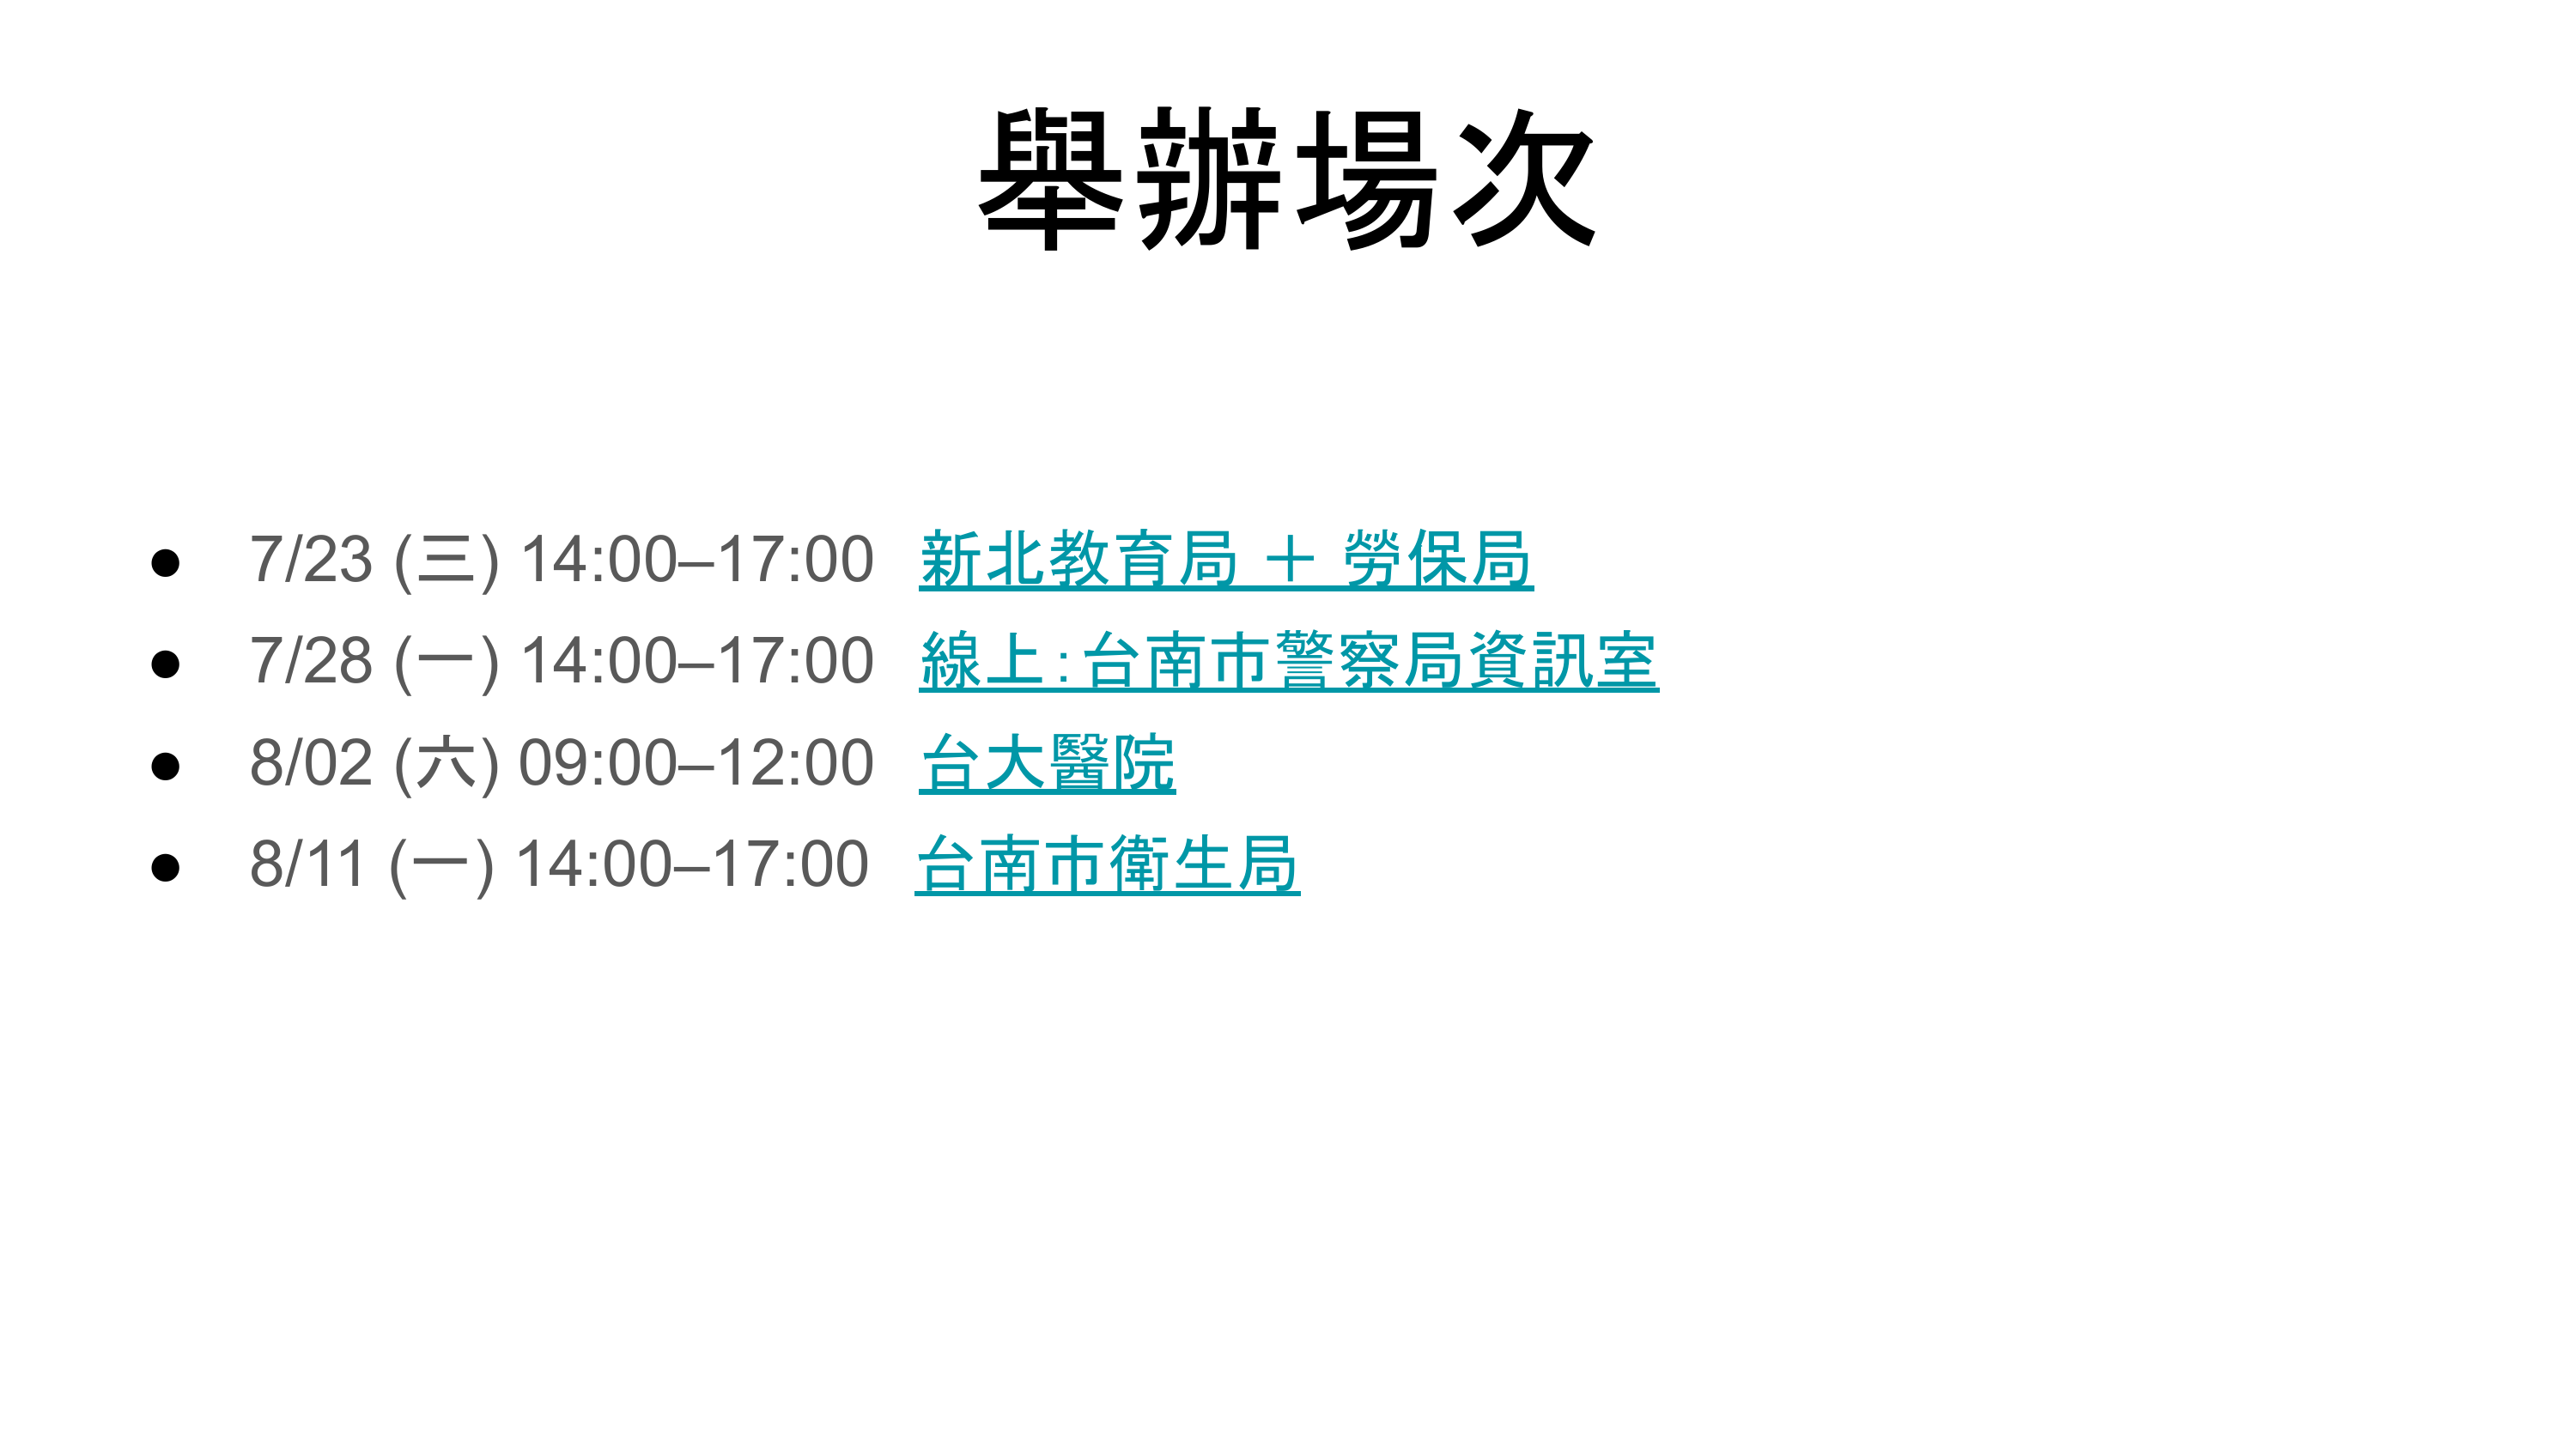 舉辦場次
● 7/23 (三) 14:00–17:00 新北教育局 ＋ 勞保局
● 7/28 (一) 14:00–17:00 線上：台南市警察局資訊室
● 8/02 (六) 09:00–12:00 台大醫院
● 8/11 (一) 14:00–17:00 台南市衛生局